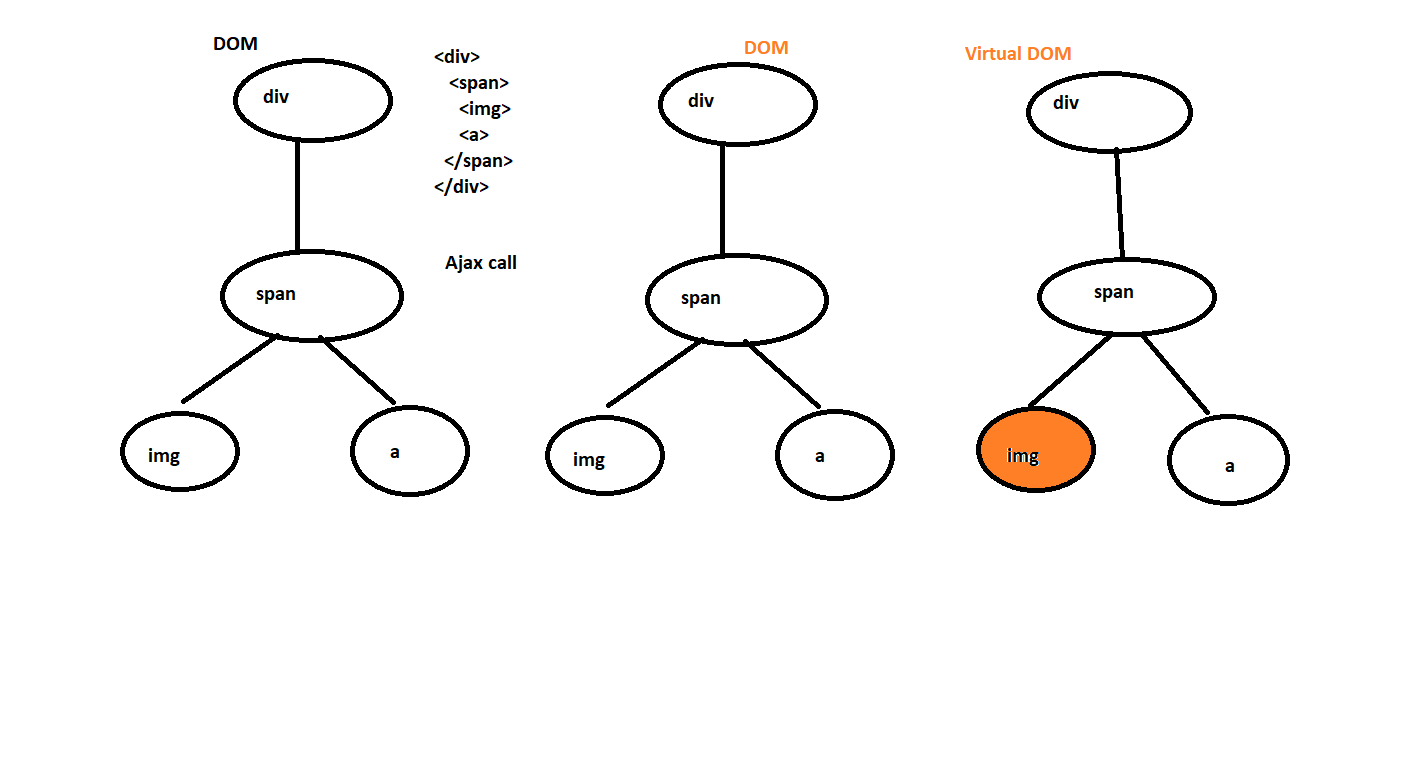 DOM
div
span
img
a
<div>
<span>
<img>
<a>
</span>
</div>
Ajax call
DOM
div
span
img
a
Virtual DOM
div
span
img
a